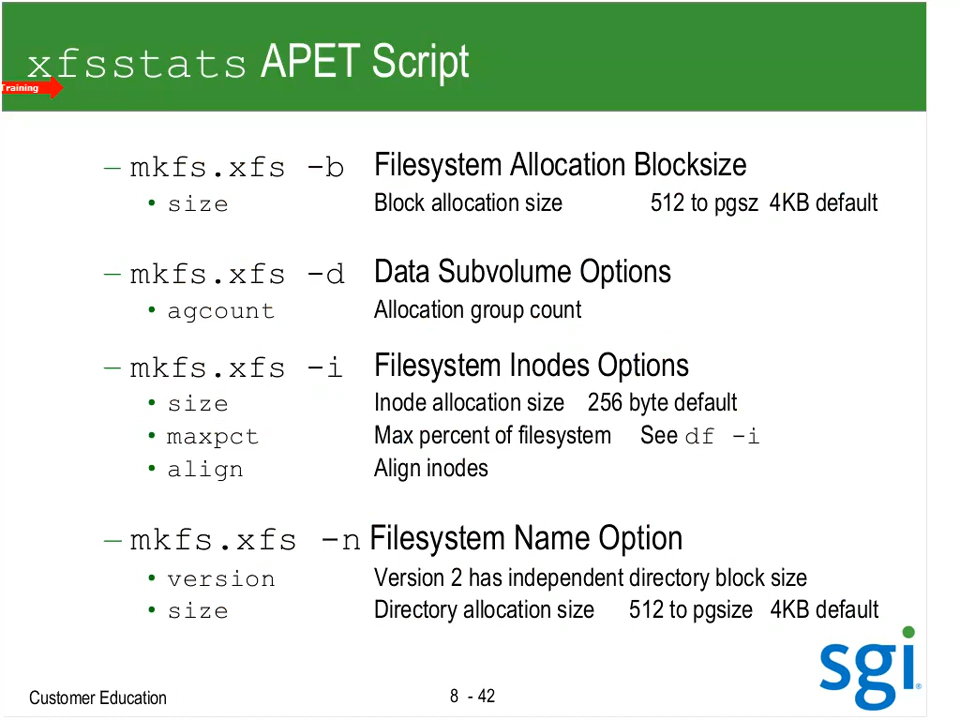 xfsstats APET Script
Training
– mkfs.xfs -b Filesystem Allocation Blocksize
• size Block allocation size 512 to pgsz 4KB default
– mkfs.xfs -d Data Subvolume Options
• agcount Allocation group count
– mkfs.xfs -i Filesystem Inodes Options
• size Inode allocation size 256 byte default
• maxpct Max percent of filesystem See df -i
• align Align inodes
– mkfs.xfs -n Filesystem Name Option
• version Version 2 has independent directory block size
• size Directory allocation size 512 to pgsize 4KB default
sgi®
Customer Education 8 - 42